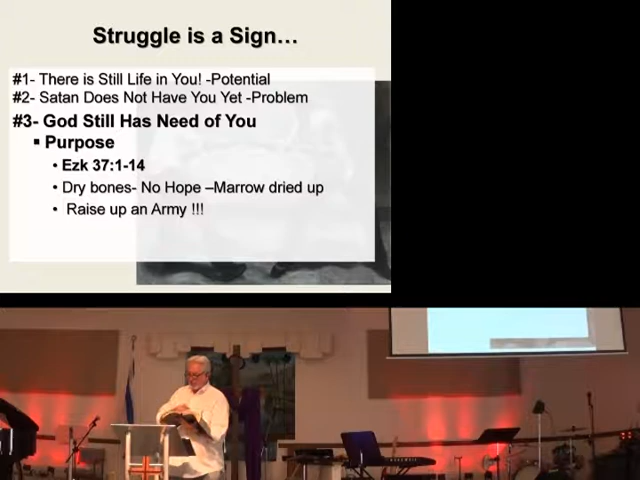 Struggle is a Sign…
#1- There is Still Life in You! -Potential
#2- Satan Does Not Have You Yet -Problem
#3- God Still Has Need of You
▪ Purpose
• Ezk 37:1-14
• Dry bones- No Hope –Marrow dried up
• Raise up an Army !!!